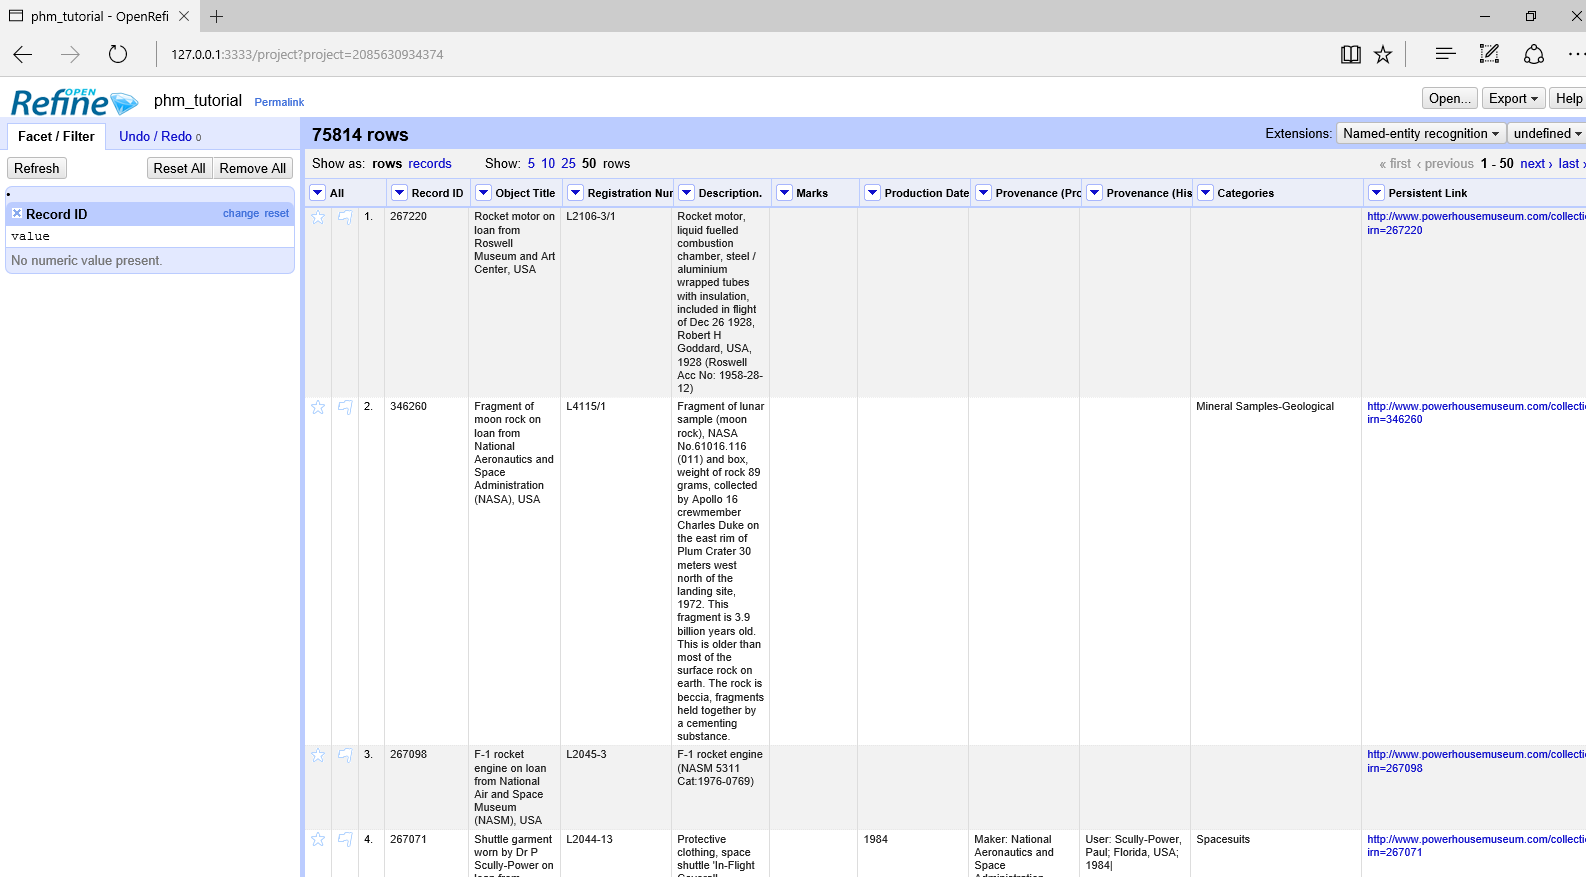 phm_tutorial - OpenRefi
127.0.0.1:3333/project?project=2085630934374
OPEN
Refine
phm_tutorial Permalink
Open... Export Help
Facet / Filter Undo / Redo 0
75814 rows
Extensions: Named-entity recognition undefined
Refresh Reset All Remove All
Show as: rows records Show: 5 10 25 50 rows
« first ‹ previous 1 - 50 next › last ›
All Record ID Object Title Registration Nur Description. Marks Production Date Provenance (Pro Provenance (His Categories Persistent Link
Record ID change reset
value
No numeric value present.
1. 267220
Rocket motor on
loan from
Roswell
Museum and Art
Center, USA
L2106-3/1
Rocket motor,
liquid fuelled
combustion
chamber, steel /
aluminium
wrapped tubes
with insulation,
included in flight
of Dec 26 1928,
Robert H
Goddard, USA,
1928 (Roswell
Acc No: 1958-28-
12)
http://www.powerhousemuseum.com/collecti
irn=267220
2. 346260
Fragment of
moon rock on
loan from
National
Aeronautics and
Space
Administration
(NASA), USA
L4115/1
Fragment of lunar
sample (moon
rock), NASA
No.61016.116
(011) and box,
weight of rock 89
grams, collected
by Apollo 16
crewmember
Charles Duke on
the east rim of
Plum Crater 30
meters west
north of the
landing site,
1972. This
fragment is 3.9
billion years old.
This is older than
most of the
surface rock on
earth. The rock is
beccia, fragments
held together by
a cementing
substance.
Mineral Samples-Geological
http://www.powerhousemuseum.com/collecti
irn=346260
3. 267098
F-1 rocket
engine on loan
from National
Air and Space
Museum
(NASM), USA
L2045-3
F-1 rocket engine
(NASM 5311
Cat:1976-0769)
http://www.powerhousemuseum.com/collecti
irn=267098
4. 267071
Shuttle garment
worn by Dr P
Scully-Power on
L2044-13
Protective
clothing, space
shuttle 'In-Flight
1984
Maker: National
Aeronautics and
Space
User: Scully-Power,
Paul; Florida, USA;
1984|
Spacesuits
http://www.powerhousemuseum.com/collecti
irn=267071